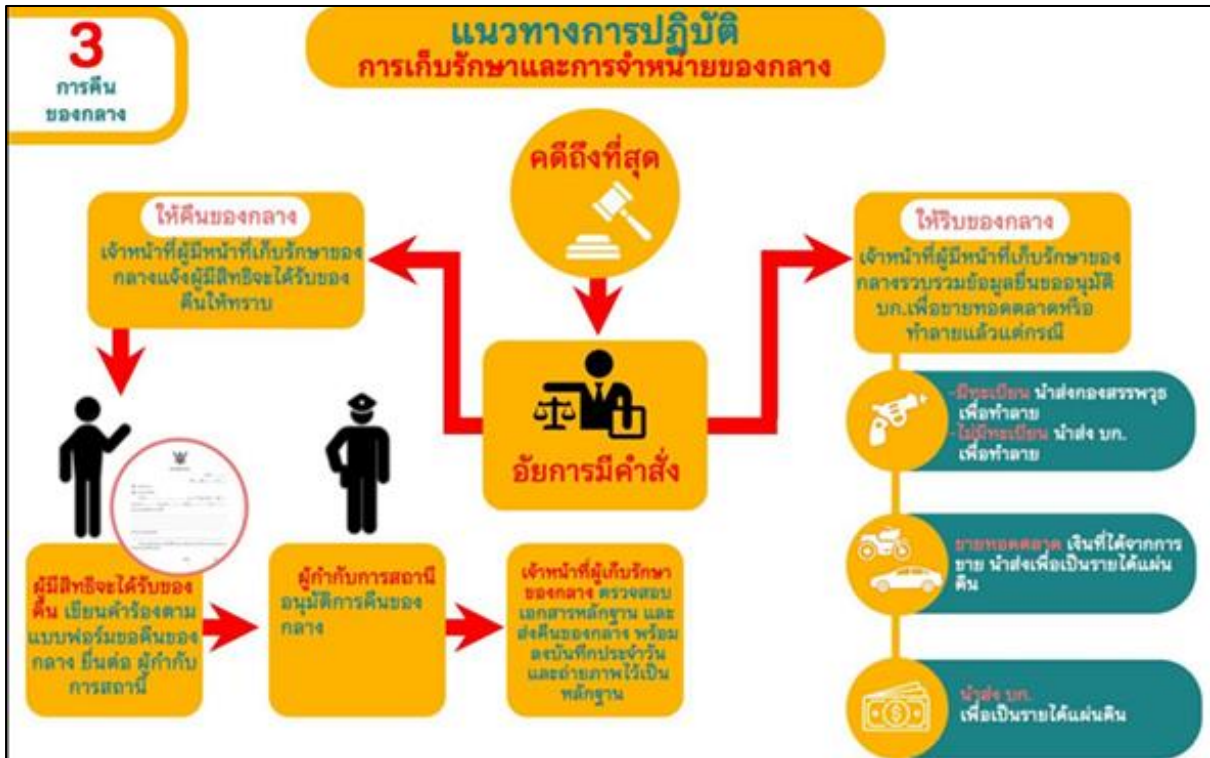 3
การคืน
ของกลาง
แนวทางการปฏิบัติ
การเก็บรักษาและการจำหน่ายของกลาง
คดีถึงที่สุด
ให้คืนของกลาง
เจ้าหน้าที่ผู้มีหน้าที่เก็บรักษาของ
กลางแจ้งผู้มีสิทธิจะได้รับของ
คืนให้ทราบ
อัยการมีคำสั่ง
ให้ริบของกลาง
เจ้าหน้าที่ผู้มีหน้าที่เก็บรักษาของ
กลางรวบรวมข้อมูลยื่นขออนุมัติ
บก.เพื่อขายทอดตลาดหรือ
ทำลายแล้วแต่กรณี
ผู้มีสิทธิจะได้รับของ
คืน เขียนคำร้องตาม
แบบฟอร์มขอคืนของ
กลาง ยื่นต่อ ผู้กำกับ
การสถานี
ผู้กำกับการสถานี
อนุมัติการคืนของ
กลาง
เจ้าหน้าที่ผู้เก็บรักษา
ของกลาง ตรวจสอบ
เอกสารหลักฐาน และ
ส่งคืนของกลาง พร้อม
ลงบันทึกประจำวัน
และถ่ายภาพไว้เป็น
หลักฐาน
-มีทะเบียน นำส่งกองสรรพวุธ
เพื่อทำลาย
-ไม่มีทะเบียน นำส่ง บก.
เพื่อทำลาย
ขายทอดตลาด เงินที่ได้จากการ
ขาย นำส่งเพื่อเป็นรายได้แผ่น
ดิน
นำส่ง บก.
เพื่อเป็นรายได้แผ่นดิน